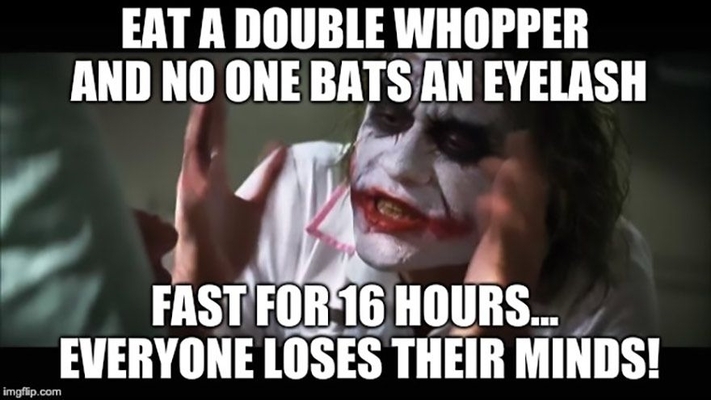 EAT A DOUBLE WHOPPER
AND NO ONE BATS AN EYELASH
FAST FOR 16 HOURS...
EVERYONE LOSES THEIR MINDS!
imgflip.com